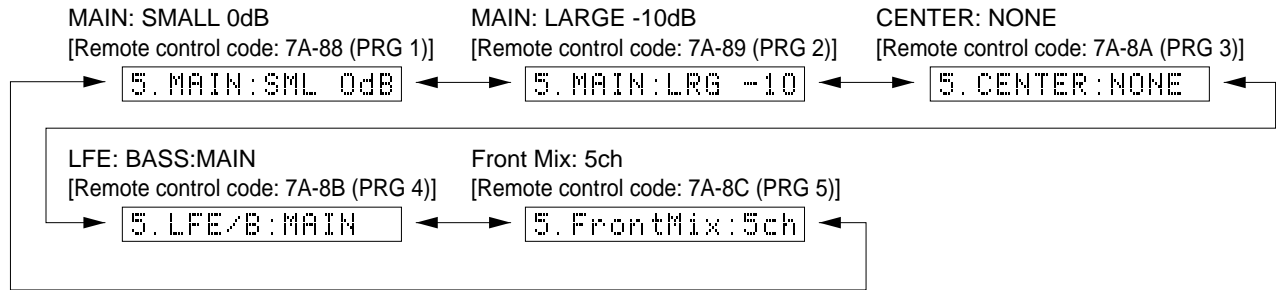 MAIN: SMALL 0dB
[Remote control code: 7A-88 (PRG 1)]
5.MAIN:SML 0dB
MAIN: LARGE -10dB
[Remote control code: 7A-89 (PRG 2)]
5.MAIN:LRG -10
CENTER: NONE
[Remote control code: 7A-8A (PRG 3)]
5.CENTER:NONE
LFE: BASS:MAIN
[Remote control code: 7A-8B (PRG 4)]
5.LFE/B:MAIN
Front Mix: 5ch
[Remote control code: 7A-8C (PRG 5)]
5.FrontMix:5ch